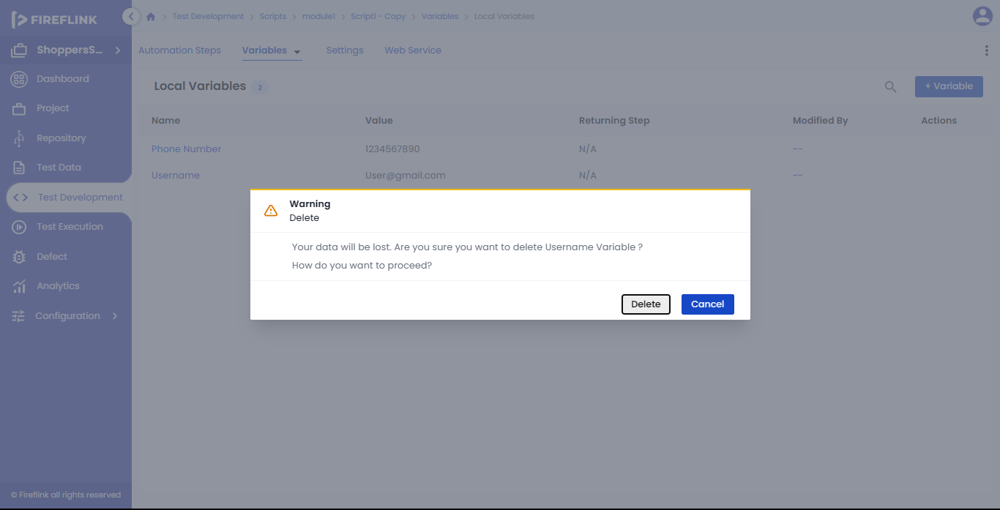 FIREFLINK
ShoppersS...
Dashboard
Project
Repository
Test Data
Test Development
Test Execution
Defect
Analytics
Configuration
© Fireflink all rights reserved
Test Development > Scripts > module1 > Script1 - Copy > Variables > Local Variables
Automation Steps Variables Settings Web Service
Local Variables 2 + Variable
Name Value Returning Step Modified By Actions
Phone Number 1234567890 N/A --
Username User@gmail.com N/A --
Warning
Delete
Your data will be lost. Are you sure you want to delete Username Variable ?
How do you want to proceed?
Delete Cancel